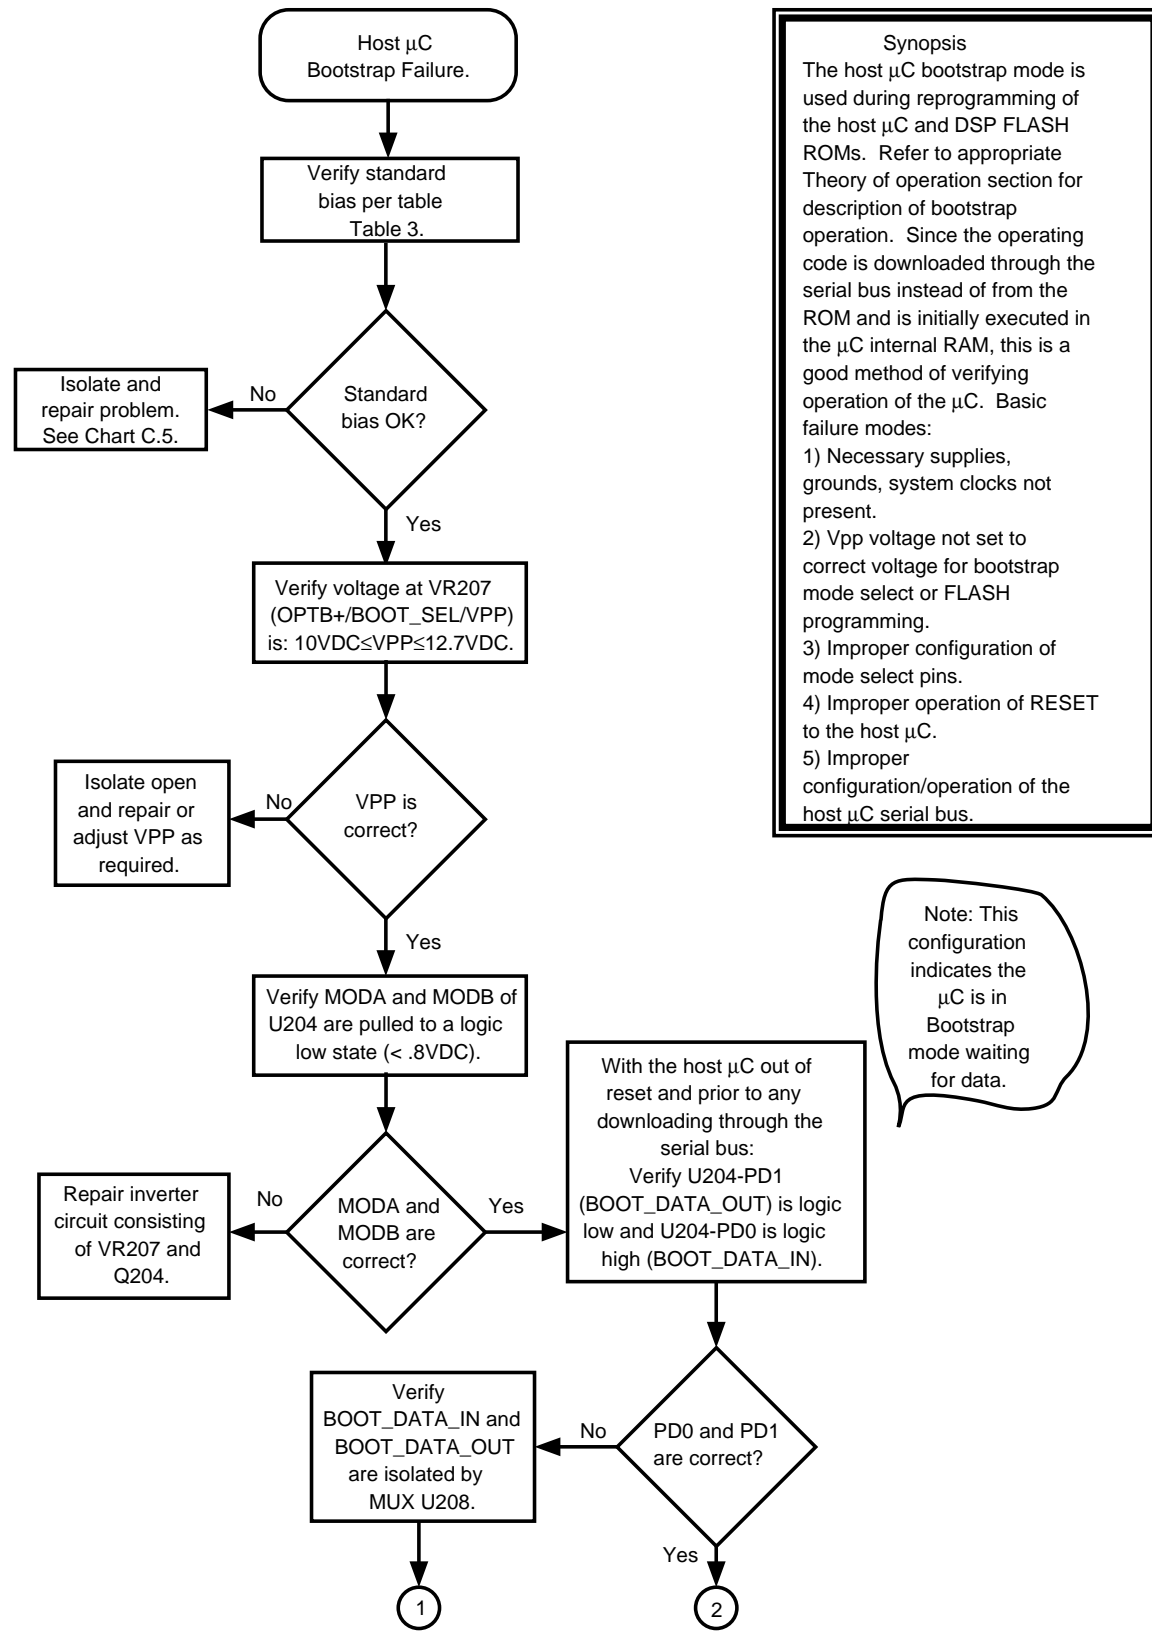 Host µC
Bootstrap Failure.
Verify standard
bias per table
Table 3.
Standard
bias OK?
No
Isolate and
repair problem.
See Chart C.5.
Yes
Verify voltage at VR207
(OPTB+/BOOT_SEL/VPP)
is: 10VDC≤VPP≤12.7VDC.
VPP is
correct?
No
Isolate open
and repair or
adjust VPP as
required.
Yes
Verify MODA and MODB of
U204 are pulled to a logic
low state (< .8VDC).
MODA and
MODB are
correct?
No
Repair inverter
circuit consisting
of VR207 and
Q204.
Yes
With the host µC out of
reset and prior to any
downloading through the
serial bus:
Verify U204-PD1
(BOOT_DATA_OUT) is logic
low and U204-PD0 is logic
high (BOOT_DATA_IN).
PD0 and PD1
are correct?
No
Verify
BOOT_DATA_IN and
BOOT_DATA_OUT
are isolated by
MUX U208.
1
Yes
2
Synopsis
The host µC bootstrap mode is
used during reprogramming of
the host µC and DSP FLASH
ROMs. Refer to appropriate
Theory of operation section for
description of bootstrap
operation. Since the operating
code is downloaded through the
serial bus instead of from the
ROM and is initially executed in
the µC internal RAM, this is a
good method of verifying
operation of the µC. Basic
failure modes:
1) Necessary supplies,
grounds, system clocks not
present.
2) Vpp voltage not set to
correct voltage for bootstrap
mode select or FLASH
programming.
3) Improper configuration of
mode select pins.
4) Improper operation of RESET
to the host µC.
5) Improper
configuration/operation of the
host µC serial bus.
Note: This
configuration
indicates the
µC is in
Bootstrap
mode waiting
for data.